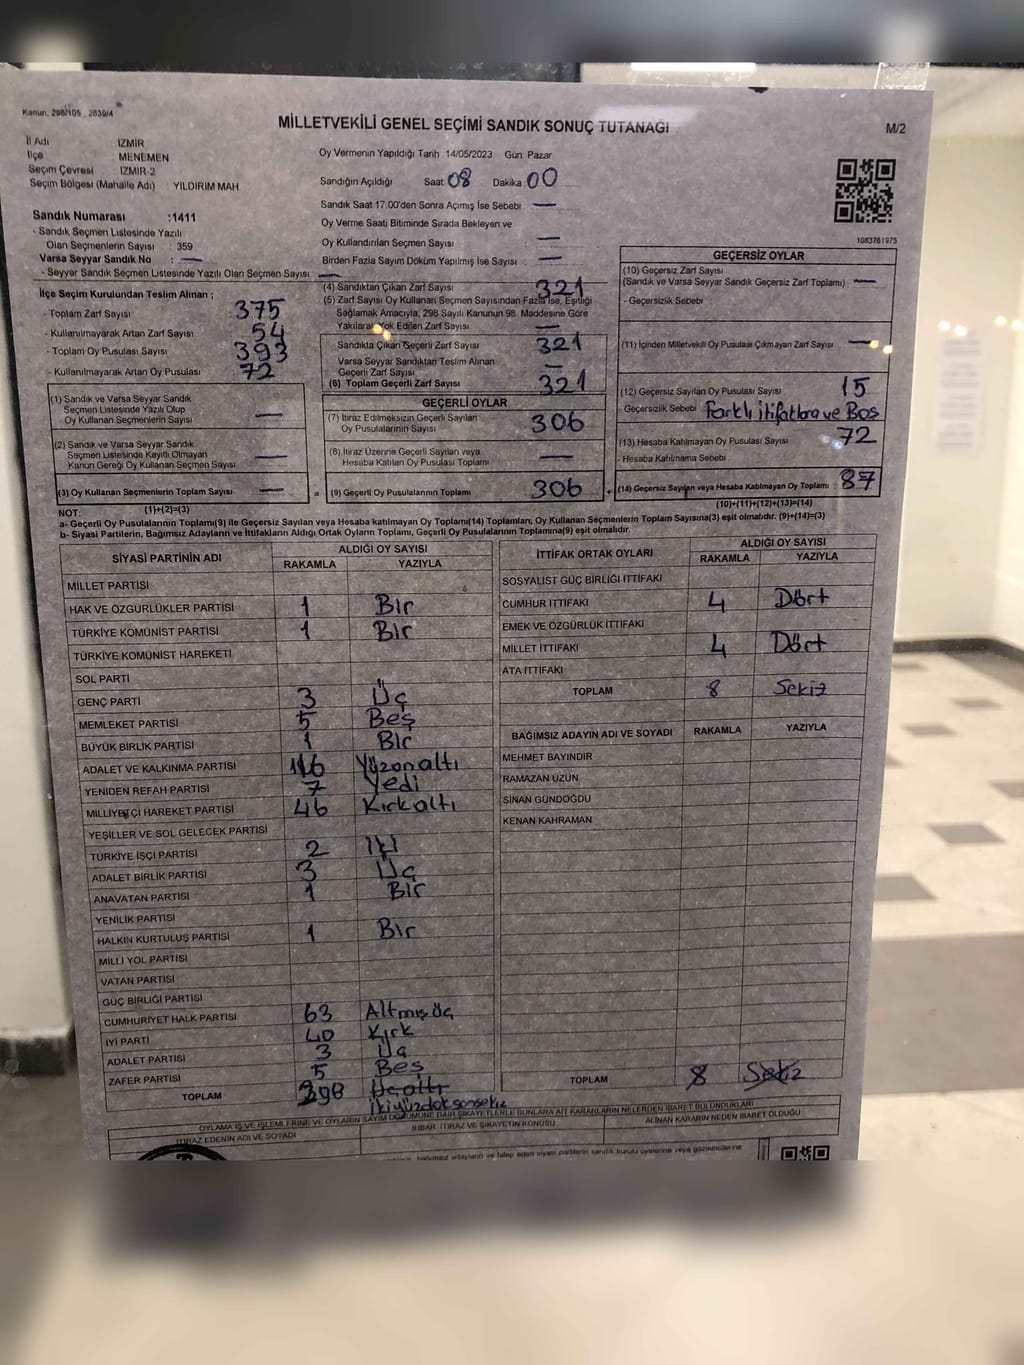 Kanun, 298/105 , 2839/4
MİLLETVEKİLİ GENEL SEÇİMİ SANDIK SONUÇ TUTANAĞI
M/2
İl Adı İZMİR
İlçe MENEMEN
Seçim Çevresi İZMİR-2
Seçim Bölgesi (Mahalle Adı) YILDIRIM MAH
Sandık Numarası :1411
- Sandık Seçmen Listesinde Yazılı
Olan Seçmenlerin Sayısı : 359
Varsa Seyyar Sandık No : —
- Seyyar Sandık Seçmen Listesinde Yazılı Olan Seçmen Sayısı: —
Oy Vermenin Yapıldığı Tarih 14/05/2023 Gün Pazar
Sandığın Açıldığı Saat 08 Dakika 00
Sandık Saat 17:00'den Sonra Açımış İse Sebebi —
Oy Verme Saati Bitiminde Sırada Bekleyen ve
Oy Kullandırılan Seçmen Sayısı —
Birden Fazla Sayım Döküm Yapılmış İse Sayısı : —
1083761975
İlçe Seçim Kurulundan Teslim Alınan ;
- Toplam Zarf Sayısı : 375
- Kullanılmayarak Artan Zarf Sayısı : 54
- Toplam Oy Pusulası Sayısı : 393
- Kullanılmayarak Artan Oy Pusulası : 72
(1) Sandık ve Varsa Seyyar Sandık
Seçmen Listesinde Yazılı Olup
Oy Kullanan Seçmenlerin Sayısı —
(2) Sandık ve Varsa Seyyar Sandık
Seçmen Listesinde Kayıtlı Olmayan
Kanun Gereği Oy Kullanan Seçmen Sayısı —
(3) Oy Kullanan Seçmenlerin Toplam Sayısı —
(1)+(2)=(3)
(4) Sandıktan Çıkan Zarf Sayısı : 321
(5) Zarf Sayısı Oy Kullanan Seçmen Sayısından Fazla İse, Eşitliği
Sağlamak Amacıyla, 298 Sayılı Kanunun 98. Maddesine Göre
Yakılarak Yok Edilen Zarf Sayısı —
Sandıkta Çıkan Geçerli Zarf Sayısı : 321
Varsa Seyyar Sandıktan Teslim Alınan
Geçerli Zarf Sayısı —
(6) Toplam Geçerli Zarf Sayısı 321
GEÇERLİ OYLAR
(7) İtiraz Edilmeksizin Geçerli Sayılan
Oy Pusulalarının Sayısı 306
(8) İtiraz Üzerine Geçerli Sayılan veya
Hesaba Katılan Oy Pusulası Toplamı —
= (9) Geçerli Oy Pusulalarının Toplamı 306 +
GEÇERSİZ OYLAR
(10) Geçersiz Zarf Sayısı
(Sandık ve Varsa Seyyar Sandık Geçersiz Zarf Toplamı) : —
- Geçersizlik Sebebi
(11) İçinden Milletvekili Oy Pusulası Çıkmayan Zarf Sayısı : —
(12) Geçersiz Sayılan Oy Pusulası Sayısı : 15
- Geçersizlik Sebebi Farklı İtifaklara ve Boş
(13) Hesaba Katılmayan Oy Pusulası Sayısı : 72
- Hesaba Katılmama Sebebi
(14) Geçersiz Sayılan veya Hesaba Katılmayan Oy Toplamı : 87
(10)+(11)+(12)+(13)=(14)
NOT:
a- Geçerli Oy Pusulalarının Toplamı(9) ile Geçersiz Sayılan veya Hesaba katılmayan Oy Toplamı(14) Toplamları, Oy Kullanan Seçmenlerin Toplam Sayısına(3) eşit olmalıdır. (9)+(14)=(3)
b- Siyasi Partilerin, Bağımsız Adayların ve İttifakların Aldığı Ortak Oyların Toplamı, Geçerli Oy Pusulalarının Toplamına(9) eşit olmalıdır.
SİYASİ PARTİNİN ADI ALDIĞI OY SAYISI
RAKAMLA YAZIYLA
MİLLET PARTİSİ
HAK VE ÖZGÜRLÜKLER PARTİSİ 1 Bir
TÜRKİYE KOMÜNİST PARTİSİ 1 Bir
TÜRKİYE KOMÜNİST HAREKETİ
SOL PARTİ
GENÇ PARTİ 3 Üç
MEMLEKET PARTİSİ 5 Beş
BÜYÜK BİRLİK PARTİSİ 1 Bir
ADALET VE KALKINMA PARTİSİ 116 Yüzonaltı
YENİDEN REFAH PARTİSİ 7 Yedi
MİLLİYETÇİ HAREKET PARTİSİ 46 Kırkaltı
YEŞİLLER VE SOL GELECEK PARTİSİ
TÜRKİYE İŞÇİ PARTİSİ 2 İki
ADALET BİRLİK PARTİSİ 3 Üç
ANAVATAN PARTİSİ 1 Bir
YENİLİK PARTİSİ
HALKIN KURTULUŞ PARTİSİ 1 Bir
MİLLİ YOL PARTİSİ
VATAN PARTİSİ
GÜÇ BİRLİĞİ PARTİSİ
CUMHURİYET HALK PARTİSİ 63 Altmışüç
İYİ PARTİ 40 Kırk
ADALET PARTİSİ 3 Üç
ZAFER PARTİSİ 5 Beş
TOPLAM 298
ikiyüzdoksansekiz
İTTİFAK ORTAK OYLARI ALDIĞI OY SAYISI
RAKAMLA YAZIYLA
SOSYALİST GÜÇ BİRLİĞİ İTTİFAKI
CUMHUR İTTİFAKI 4 Dört
EMEK VE ÖZGÜRLÜK İTTİFAKI
MİLLET İTTİFAKI 4 Dört
ATA İTTİFAKI
TOPLAM 8 Sekiz
BAĞIMSIZ ADAYIN ADI VE SOYADI RAKAMLA YAZIYLA
MEHMET BAYINDIR
RAMAZAN UZUN
SİNAN GÜNDOĞDU
KENAN KAHRAMAN
TOPLAM 8 Sekiz
OYLAMA İŞ VE İŞLEMLERİNE VE OYLARIN SAYIM DÖKÜMÜNE DAİR ŞİKAYETLERLE BUNLARA AİT KARARLARIN NELERDEN İBARET BULUNDUKLARI
İTİRAZ EDENİN ADI VE SOYADI
İHBAR, İTİRAZ VE ŞİKAYETİN KONUSU
ALINAN KARARIN NEDEN İBARET OLDUĞU